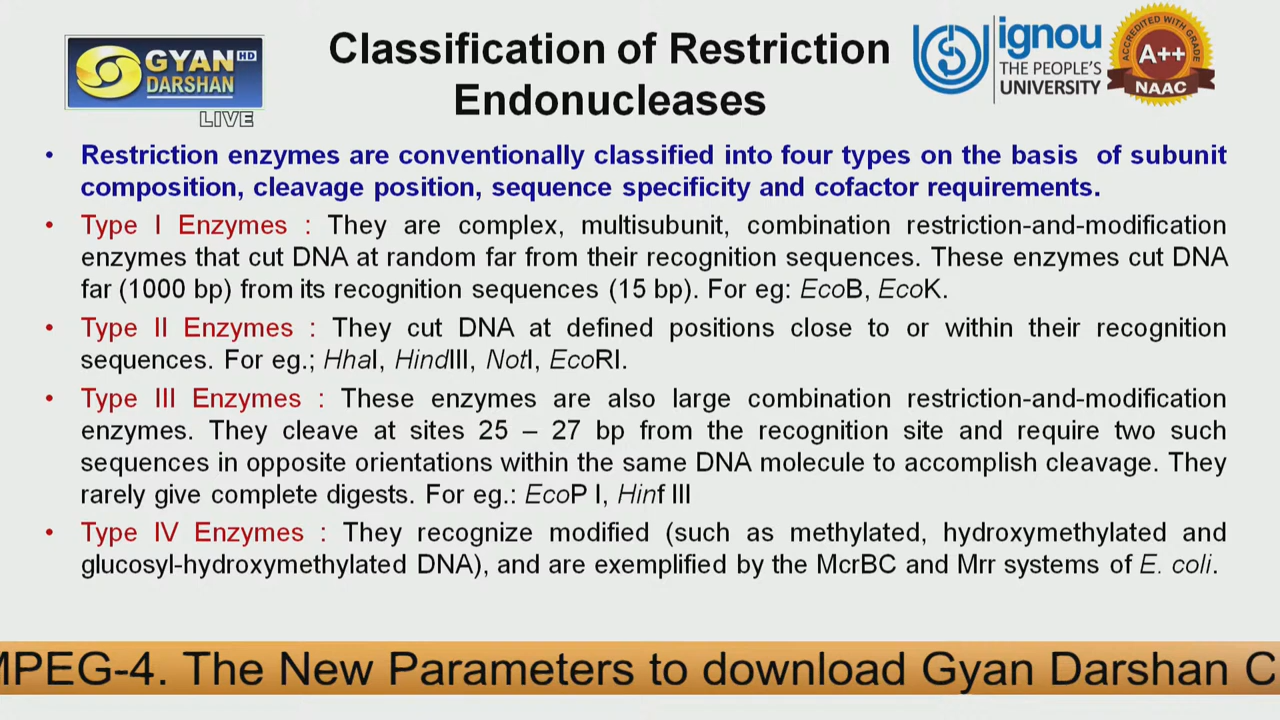 GYAN HD
DARSHAN
LIVE
Classification of Restriction
Endonucleases
ignou
THE PEOPLE'S
UNIVERSITY
ACCREDITED WITH GRADE
A++
NAAC
• Restriction enzymes are conventionally classified into four types on the basis of subunit
composition, cleavage position, sequence specificity and cofactor requirements.
• Type I Enzymes : They are complex, multisubunit, combination restriction-and-modification
enzymes that cut DNA at random far from their recognition sequences. These enzymes cut DNA
far (1000 bp) from its recognition sequences (15 bp). For eg: EcoB, EcoK.
• Type II Enzymes : They cut DNA at defined positions close to or within their recognition
sequences. For eg.; HhaI, HindIII, NotI, EcoRI.
• Type III Enzymes : These enzymes are also large combination restriction-and-modification
enzymes. They cleave at sites 25 – 27 bp from the recognition site and require two such
sequences in opposite orientations within the same DNA molecule to accomplish cleavage. They
rarely give complete digests. For eg.: EcoP I, Hinf III
• Type IV Enzymes : They recognize modified (such as methylated, hydroxymethylated and
glucosyl-hydroxymethylated DNA), and are exemplified by the McrBC and Mrr systems of E. coli.
MPEG-4. The New Parameters to download Gyan Darshan C